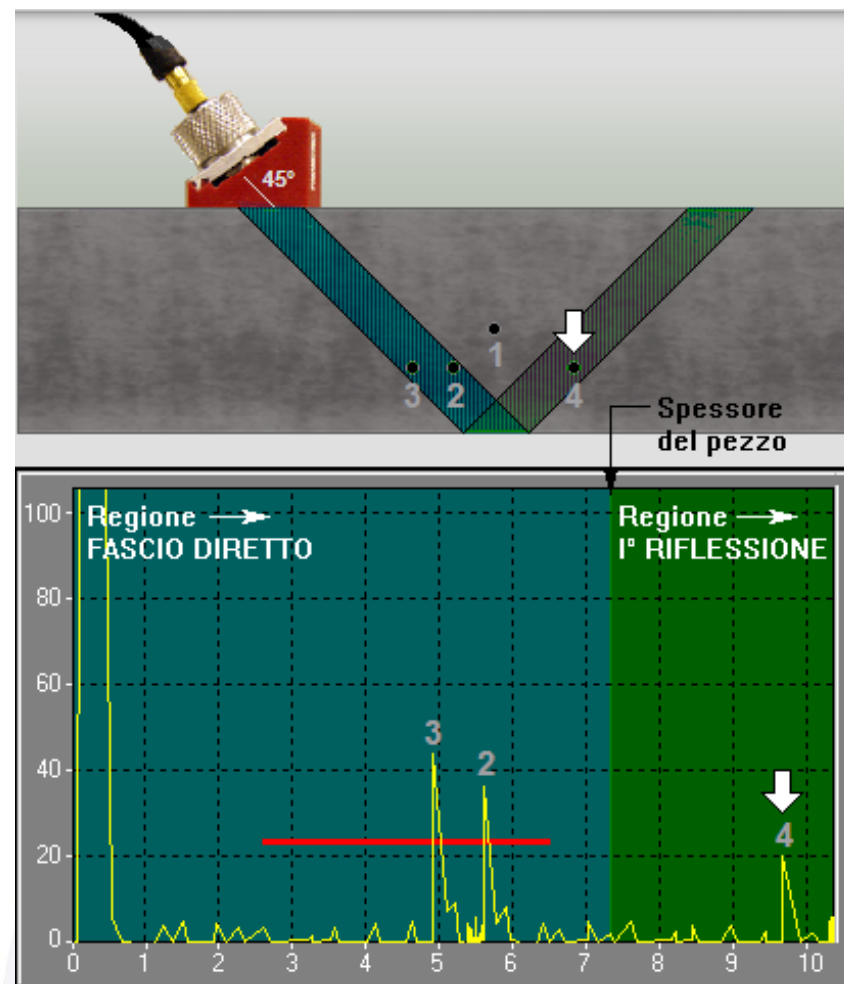 45°
1
3
2
4
Spessore
del pezzo
100
Regione
FASCIO DIRETTO
Regione
I° RIFLESSIONE
80
60
3
2
40
4
20
0
0 1 2 3 4 5 6 7 8 9 10